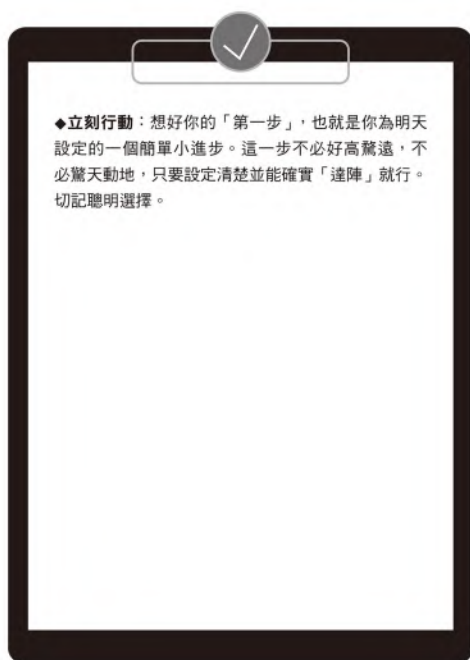 ◆立刻行動：想好你的「第一步」，也就是你為明天
設定的一個簡單小進步。這一步不必好高騖遠，不
必驚天動地，只要設定清楚並能確實「達陣」就行。
切記聰明選擇。